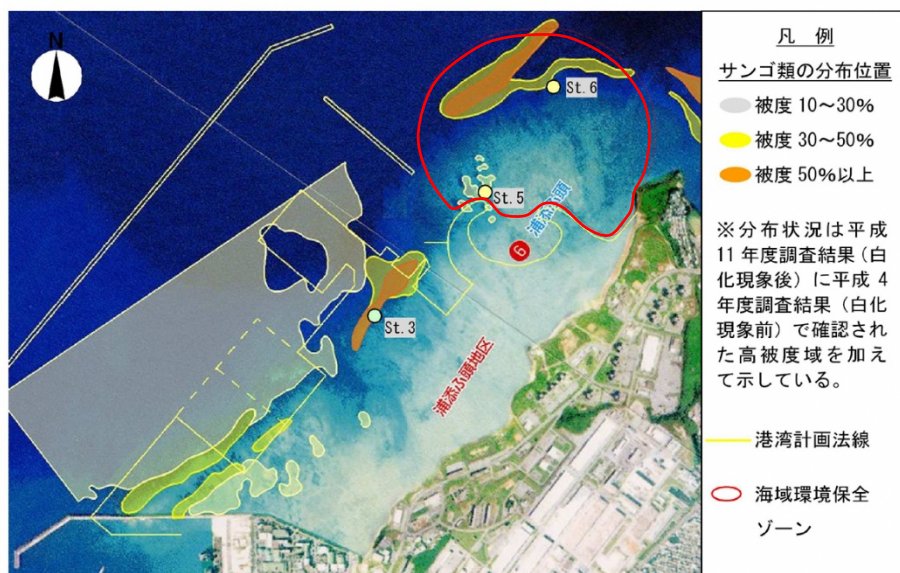 N
St.6
St.5
浦添ふ頭
6
St.3
浦添ふ頭地区
凡 例
サンゴ類の分布位置
被度 10～30%
被度 30～50%
被度 50%以上
※分布状況は平成
11年度調査結果（白
化現象後）に平成 4
年度調査結果（白化
現象前）で確認され
た高被度域を加え
て示している。
港湾計画法線
海域環境保全
ゾーン